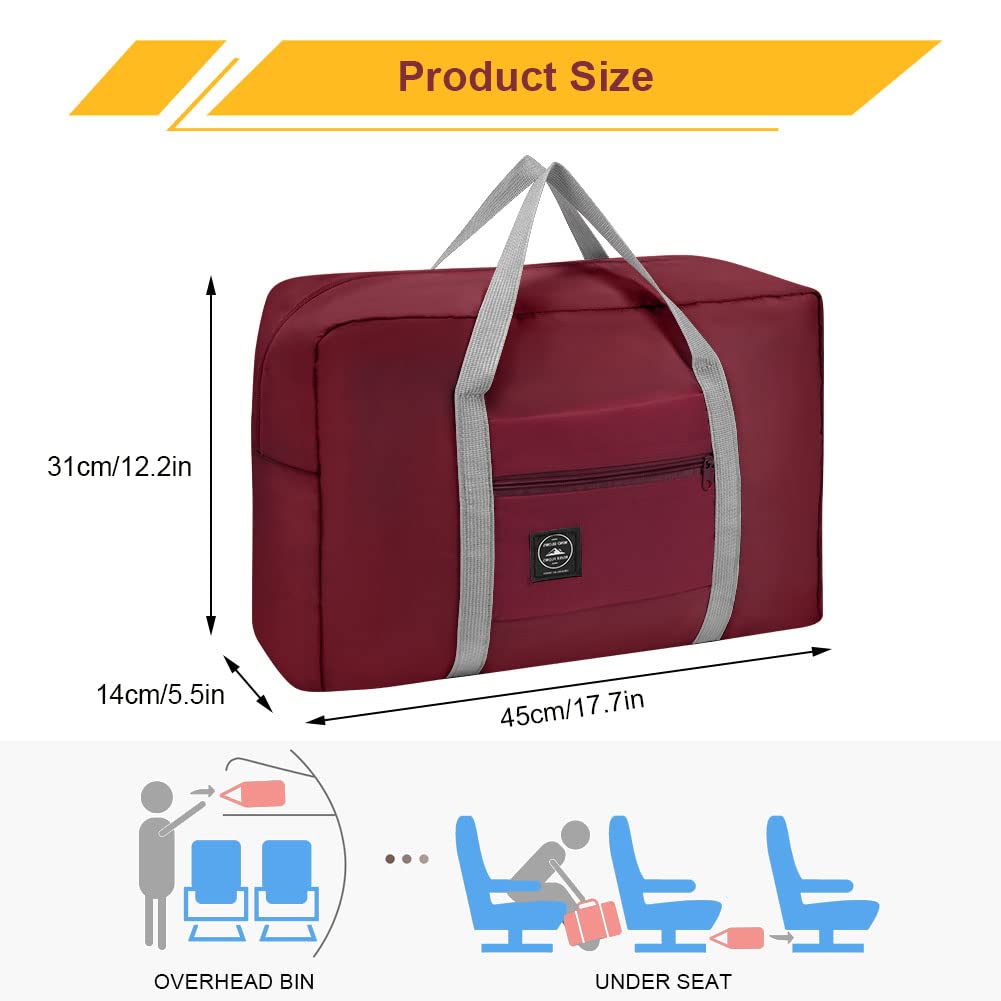 Product Size
31cm/12.2in
14cm/5.5in
45cm/17.7in
OVERHEAD BIN
UNDER SEAT